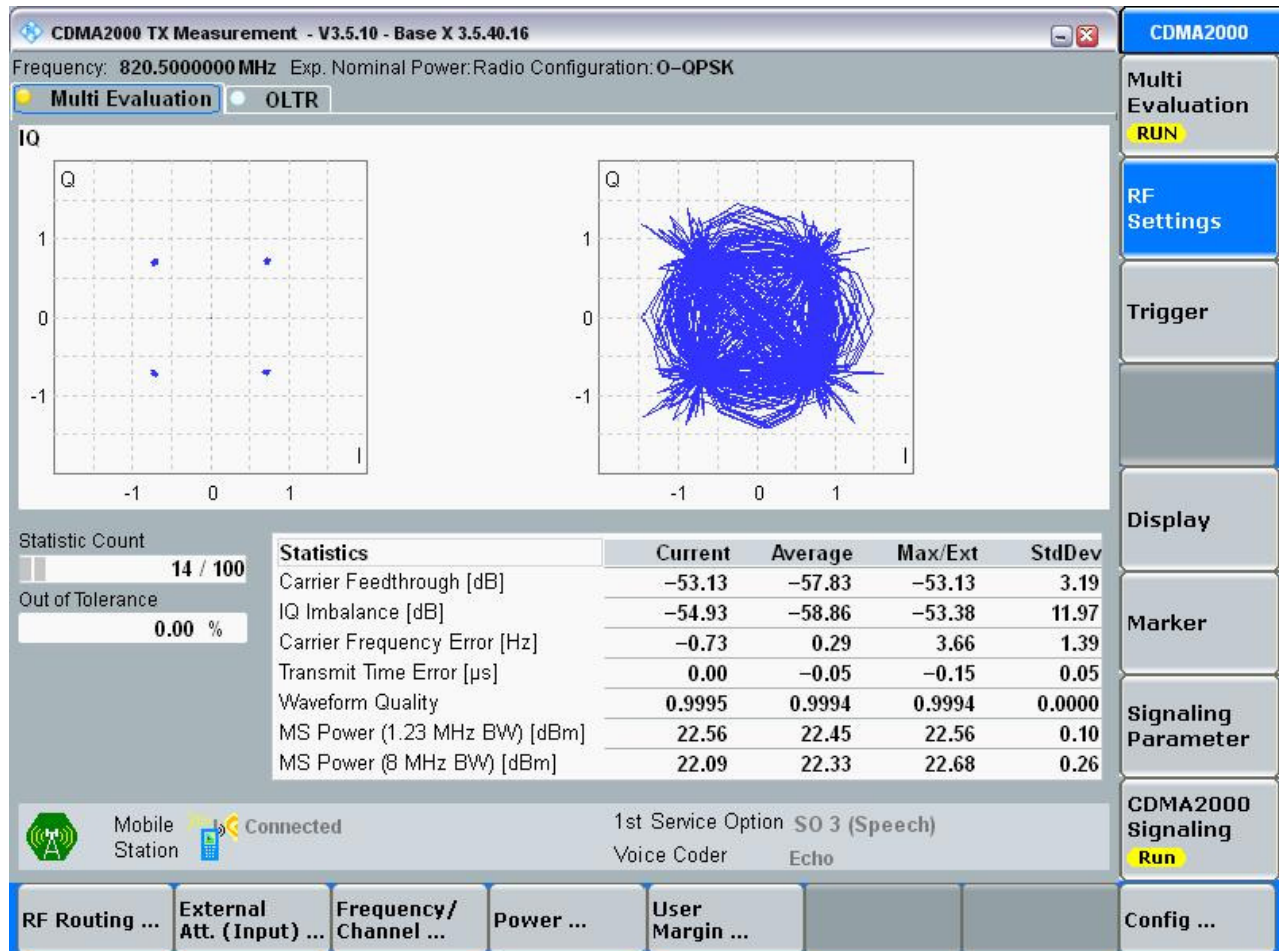 CDMA2000 TX Measurement - V3.5.10 - Base X 3.5.40.16
CDMA2000
Frequency: 820.5000000 MHz Exp. Nominal Power: Radio Configuration: O-QPSK
Multi Evaluation
OLTR
IQ
Q
1
0
-1
I
-1 0 1
Q
1
0
-1
I
-1 0 1
Statistic Count
14 / 100
Out of Tolerance
0.00 %
Statistics Current Average Max/Ext StdDev
Carrier Feedthrough [dB] −53.13 −57.83 −53.13 3.19
IQ Imbalance [dB] −54.93 −58.86 −53.38 11.97
Carrier Frequency Error [Hz] −0.73 0.29 3.66 1.39
Transmit Time Error [µs] 0.00 −0.05 −0.15 0.05
Waveform Quality 0.9995 0.9994 0.9994 0.0000
MS Power (1.23 MHz BW) [dBm] 22.56 22.45 22.56 0.10
MS Power (8 MHz BW) [dBm] 22.09 22.33 22.68 0.26
Mobile
Station
Connected
1st Service Option SO 3 (Speech)
Voice Coder Echo
Multi
Evaluation
RUN
RF
Settings
Trigger
Display
Marker
Signaling
Parameter
CDMA2000
Signaling
Run
RF Routing ...
External
Att. (Input) ...
Frequency/
Channel ...
Power ...
User
Margin ...
Config ...